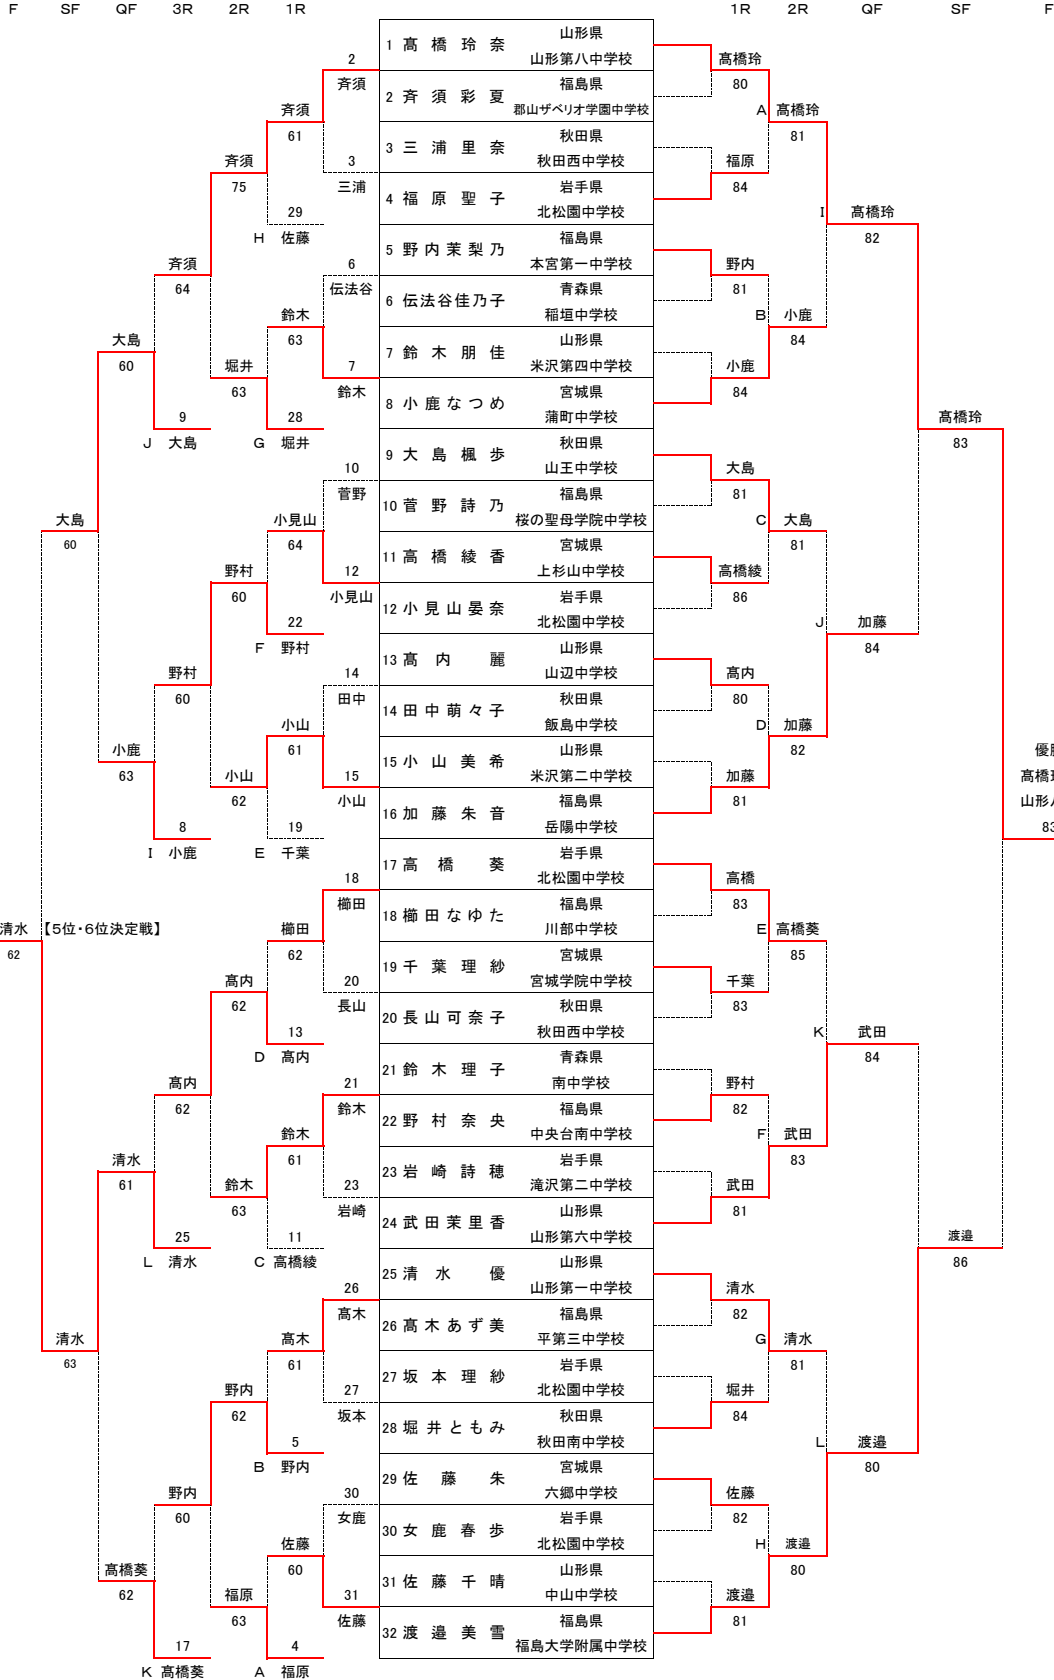 F SF QF 3R 2R 1R 1R 2R QF SF F
1 髙橋玲奈 山形県 山形第八中学校
2 斉須彩夏 福島県 郡山ザベリオ学園中学校
3 三浦里奈 秋田県 秋田西中学校
4 福原聖子 岩手県 北松園中学校
5 野内茉梨乃 福島県 本宮第一中学校
6 伝法谷佳乃子 青森県 稲垣中学校
7 鈴木朋佳 山形県 米沢第四中学校
8 小鹿なつめ 宮城県 蒲町中学校
9 大島楓歩 秋田県 山王中学校
10 菅野詩乃 福島県 桜の聖母学院中学校
11 高橋綾香 宮城県 上杉山中学校
12 小見山晏奈 岩手県 北松園中学校
13 髙内麗 山形県 山辺中学校
14 田中萌々子 秋田県 飯島中学校
15 小山美希 山形県 米沢第二中学校
16 加藤朱音 福島県 岳陽中学校
17 高橋葵 岩手県 北松園中学校
18 櫛田なゆた 福島県 川部中学校
19 千葉理紗 宮城県 宮城学院中学校
20 長山可奈子 秋田県 秋田西中学校
21 鈴木理子 青森県 南中学校
22 野村奈央 福島県 中央台南中学校
23 岩崎詩穂 岩手県 滝沢第二中学校
24 武田茉里香 山形県 山形第六中学校
25 清水優 山形県 山形第一中学校
26 髙木あず美 福島県 平第三中学校
27 坂本理紗 岩手県 北松園中学校
28 堀井ともみ 秋田県 秋田南中学校
29 佐藤朱 宮城県 六郷中学校
30 女鹿春歩 岩手県 北松園中学校
31 佐藤千晴 山形県 中山中学校
32 渡邉美雪 福島県 福島大学附属中学校
髙橋玲 80
福原 84
野内 81
小鹿 84
大島 81
高橋綾 86
髙内 80
加藤 81
高橋 83
千葉 83
野村 82
武田 81
清水 82
堀井 84
佐藤 82
渡邉 81
A 髙橋玲 81
B 小鹿 84
C 大島 81
D 加藤 82
E 高橋葵 85
F 武田 83
G 清水 81
H 渡邉 80
I 髙橋玲 82
J 加藤 84
K 武田 84
L 渡邉 80
髙橋玲 83
渡邉 86
2 斉須
3 三浦
6 伝法谷
7 鈴木
10 菅野
12 小見山
14 田中
15 小山
18 櫛田
20 長山
21 鈴木
23 岩崎
26 髙木
27 坂本
30 女鹿
31 佐藤
斉須 61
29
H 佐藤
鈴木 63
28
G 堀井
小見山 64
22
F 野村
小山 61
19
E 千葉
櫛田 62
13
D 髙内
鈴木 61
11
C 高橋綾
髙木 61
5
B 野内
佐藤 60
4
A 福原
斉須 75
堀井 63
野村 60
小山 62
髙内 62
鈴木 63
野内 62
福原 63
斉須 64
9
J 大島
野村 60
8
I 小鹿
髙内 62
25
L 清水
野内 60
17
K 髙橋葵
大島 60
小鹿 63
清水 61
髙橋葵 62
大島 60
清水 63
清水 62
【5位・6位決定戦】